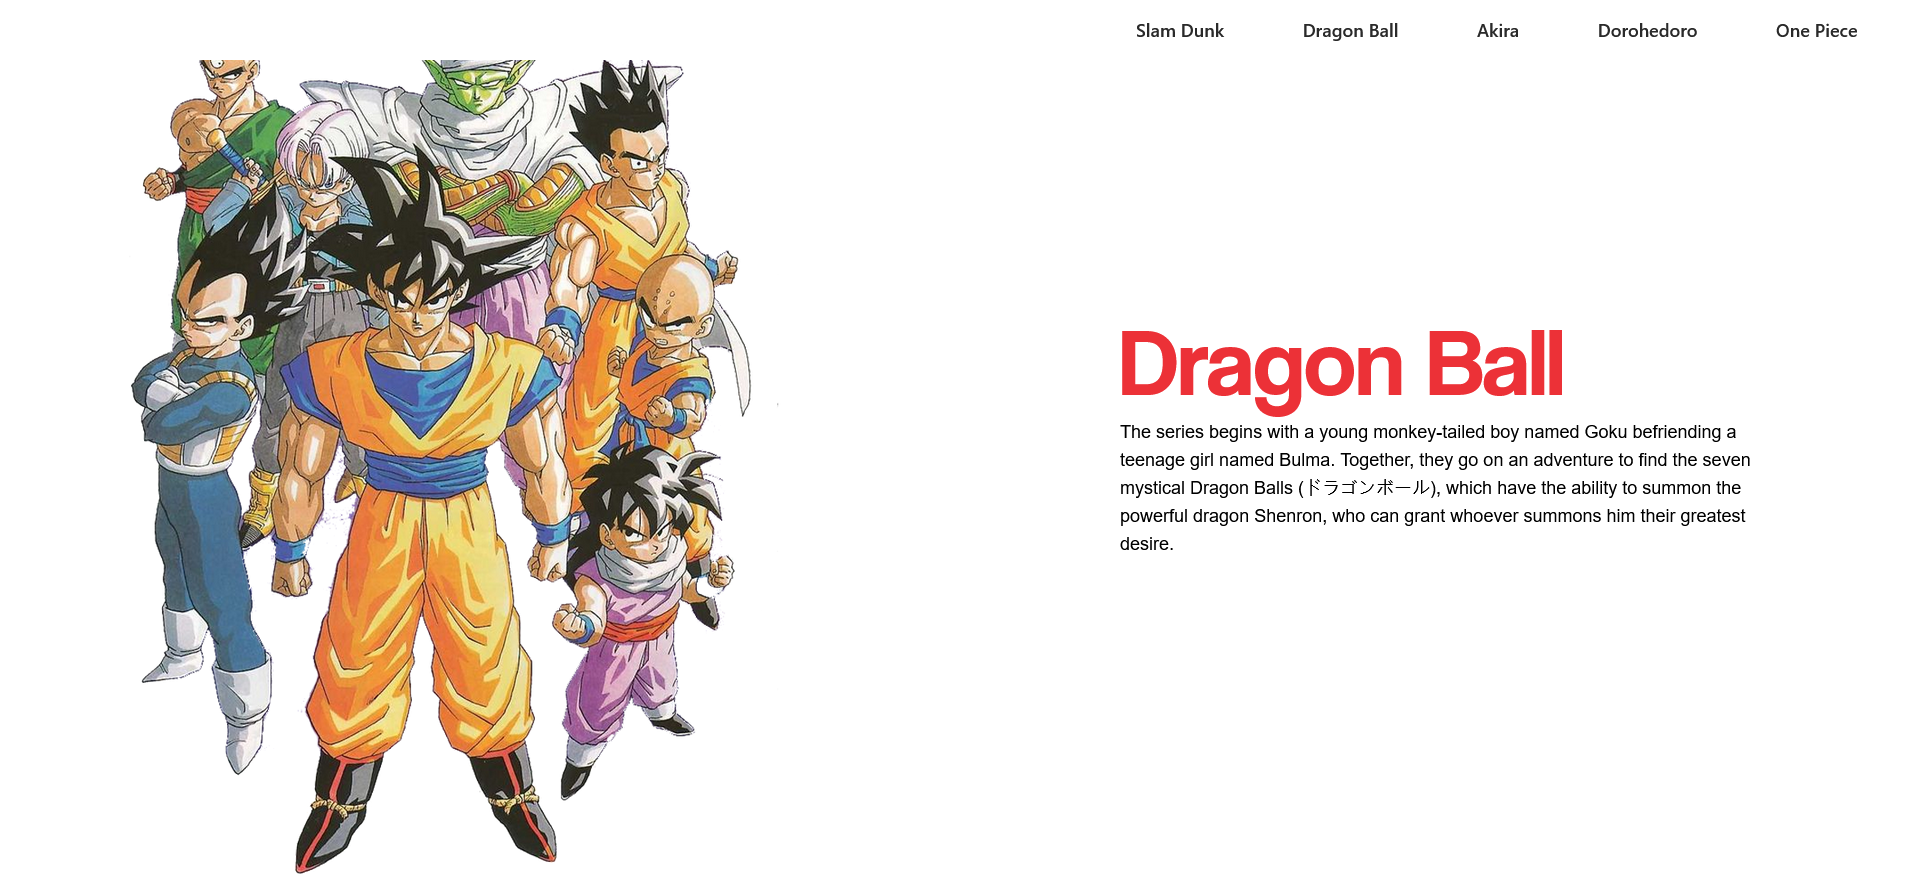 Slam Dunk Dragon Ball Akira Dorohedoro One Piece
Dragon Ball
The series begins with a young monkey-tailed boy named Goku befriending a
teenage girl named Bulma. Together, they go on an adventure to find the seven
mystical Dragon Balls (ドラゴンボール), which have the ability to summon the
powerful dragon Shenron, who can grant whoever summons him their greatest
desire.